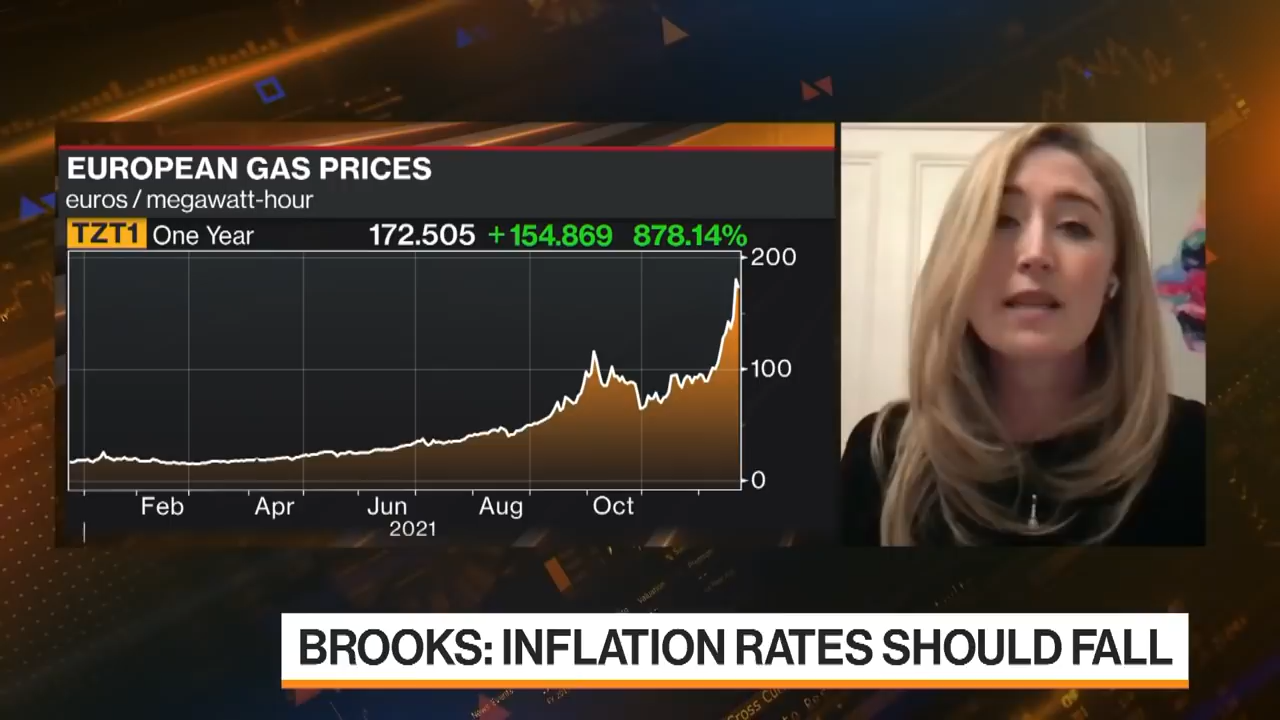 EUROPEAN GAS PRICES
euros / megawatt-hour
TZT1 One Year 172.505 +154.869 878.14%
200
100
0
Feb Apr Jun Aug Oct
2021
BROOKS: INFLATION RATES SHOULD FALL